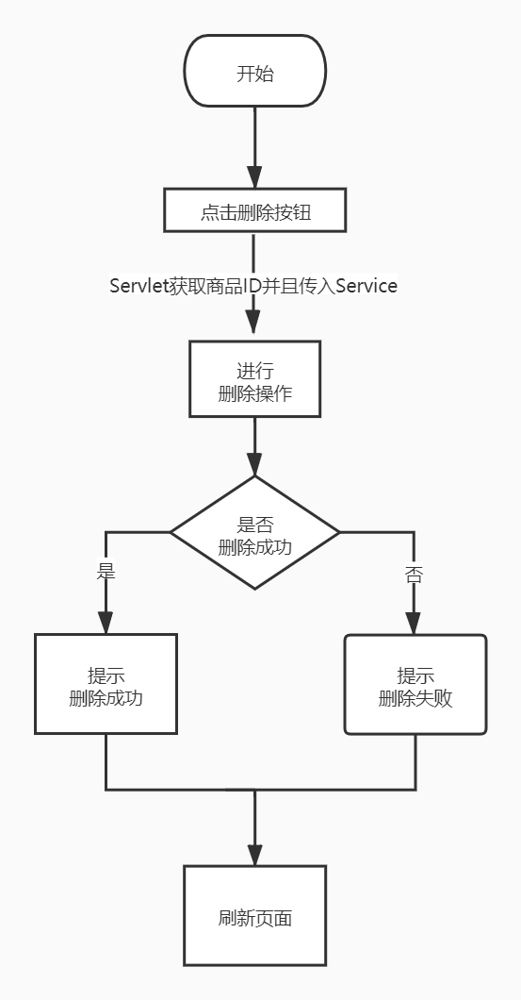 开始
点击删除按钮
Servlet获取商品ID并且传入Service
进行
删除操作
是否
删除成功
是
否
提示
删除成功
提示
删除失败
刷新页面